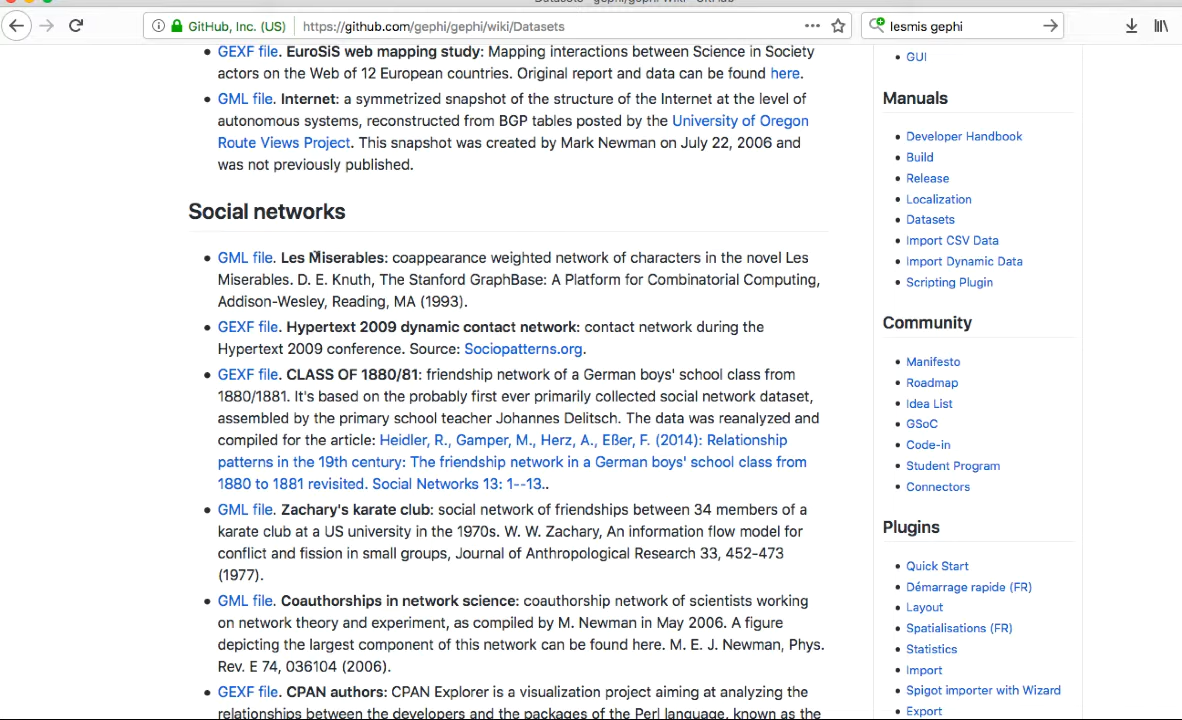 GitHub, Inc. (US)
https://github.com/gephi/gephi/wiki/Datasets
lesmis gephi
GEXF file. EuroSiS web mapping study: Mapping interactions between Science in Society
actors on the Web of 12 European countries. Original report and data can be found here.
GML file. Internet: a symmetrized snapshot of the structure of the Internet at the level of
autonomous systems, reconstructed from BGP tables posted by the University of Oregon
Route Views Project. This snapshot was created by Mark Newman on July 22, 2006 and
was not previously published.
Social networks
GML file. Les Miserables: coappearance weighted network of characters in the novel Les
Miserables. D. E. Knuth, The Stanford GraphBase: A Platform for Combinatorial Computing,
Addison-Wesley, Reading, MA (1993).
GEXF file. Hypertext 2009 dynamic contact network: contact network during the
Hypertext 2009 conference. Source: Sociopatterns.org.
GEXF file. CLASS OF 1880/81: friendship network of a German boys' school class from
1880/1881. It's based on the probably first ever primarily collected social network dataset,
assembled by the primary school teacher Johannes Delitsch. The data was reanalyzed and
compiled for the article: Heidler, R., Gamper, M., Herz, A., Eßer, F. (2014): Relationship
patterns in the 19th century: The friendship network in a German boys' school class from
1880 to 1881 revisited. Social Networks 13: 1--13..
GML file. Zachary's karate club: social network of friendships between 34 members of a
karate club at a US university in the 1970s. W. W. Zachary, An information flow model for
conflict and fission in small groups, Journal of Anthropological Research 33, 452-473
(1977).
GML file. Coauthorships in network science: coauthorship network of scientists working
on network theory and experiment, as compiled by M. Newman in May 2006. A figure
depicting the largest component of this network can be found here. M. E. J. Newman, Phys.
Rev. E 74, 036104 (2006).
GEXF file. CPAN authors: CPAN Explorer is a visualization project aiming at analyzing the
relationships between the developers and the packages of the Perl language, known as the
GUI
Manuals
Developer Handbook
Build
Release
Localization
Datasets
Import CSV Data
Import Dynamic Data
Scripting Plugin
Community
Manifesto
Roadmap
Idea List
GSoC
Code-in
Student Program
Connectors
Plugins
Quick Start
Démarrage rapide (FR)
Layout
Spatialisations (FR)
Statistics
Import
Spigot importer with Wizard
Export